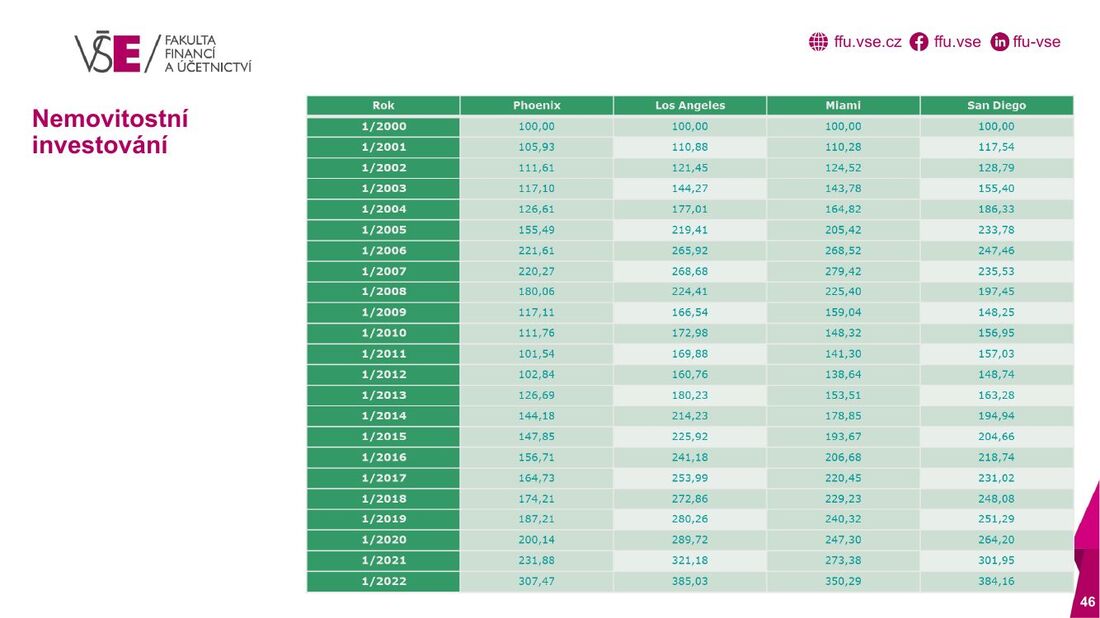 VŠE / FAKULTA
FINANCÍ
A ÚČETNICTVÍ
ffu.vse.cz ffu.vse ffu-vse
Nemovitostní
investování
Rok Phoenix Los Angeles Miami San Diego
1/2000 100,00 100,00 100,00 100,00
1/2001 105,93 110,88 110,28 117,54
1/2002 111,61 121,45 124,52 128,79
1/2003 117,10 144,27 143,78 155,40
1/2004 126,61 177,01 164,82 186,33
1/2005 155,49 219,41 205,42 233,78
1/2006 221,61 265,92 268,52 247,46
1/2007 220,27 268,68 279,42 235,53
1/2008 180,06 224,41 225,40 197,45
1/2009 117,11 166,54 159,04 148,25
1/2010 111,76 172,98 148,32 156,95
1/2011 101,54 169,88 141,30 157,03
1/2012 102,84 160,76 138,64 148,74
1/2013 126,69 180,23 153,51 163,28
1/2014 144,18 214,23 178,85 194,94
1/2015 147,85 225,92 193,67 204,66
1/2016 156,71 241,18 206,68 218,74
1/2017 164,73 253,99 220,45 231,02
1/2018 174,21 272,86 229,23 248,08
1/2019 187,21 280,26 240,32 251,29
1/2020 200,14 289,72 247,30 264,20
1/2021 231,88 321,18 273,38 301,95
1/2022 307,47 385,03 350,29 384,16
46